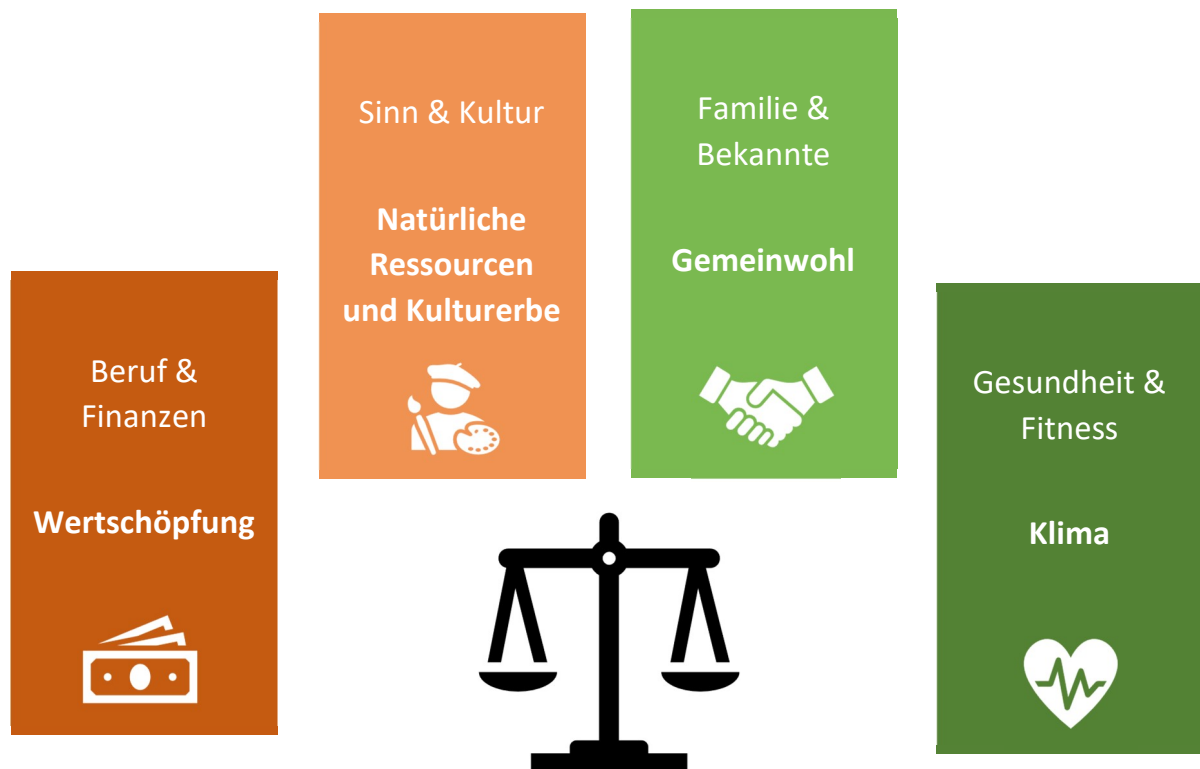 Beruf &
Finanzen
Wertschöpfung
Sinn & Kultur
Natürliche
Ressourcen
und Kulturerbe
Familie &
Bekannte
Gemeinwohl
Gesundheit &
Fitness
Klima